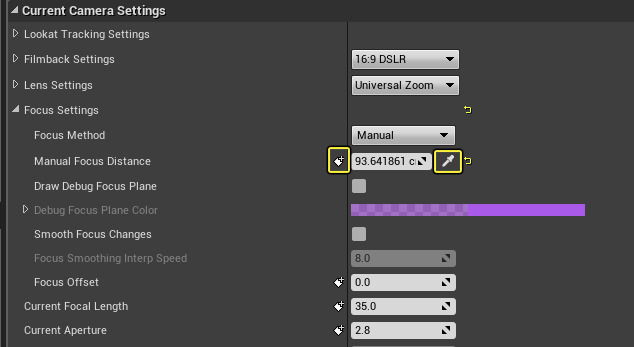 Current Camera Settings
Lookat Tracking Settings
Filmback Settings 16:9 DSLR
Lens Settings Universal Zoom
Focus Settings
Focus Method Manual
Manual Focus Distance 93.641861 c
Draw Debug Focus Plane
Debug Focus Plane Color
Smooth Focus Changes
Focus Smoothing Interp Speed 8.0
Focus Offset 0.0
Current Focal Length 35.0
Current Aperture 2.8